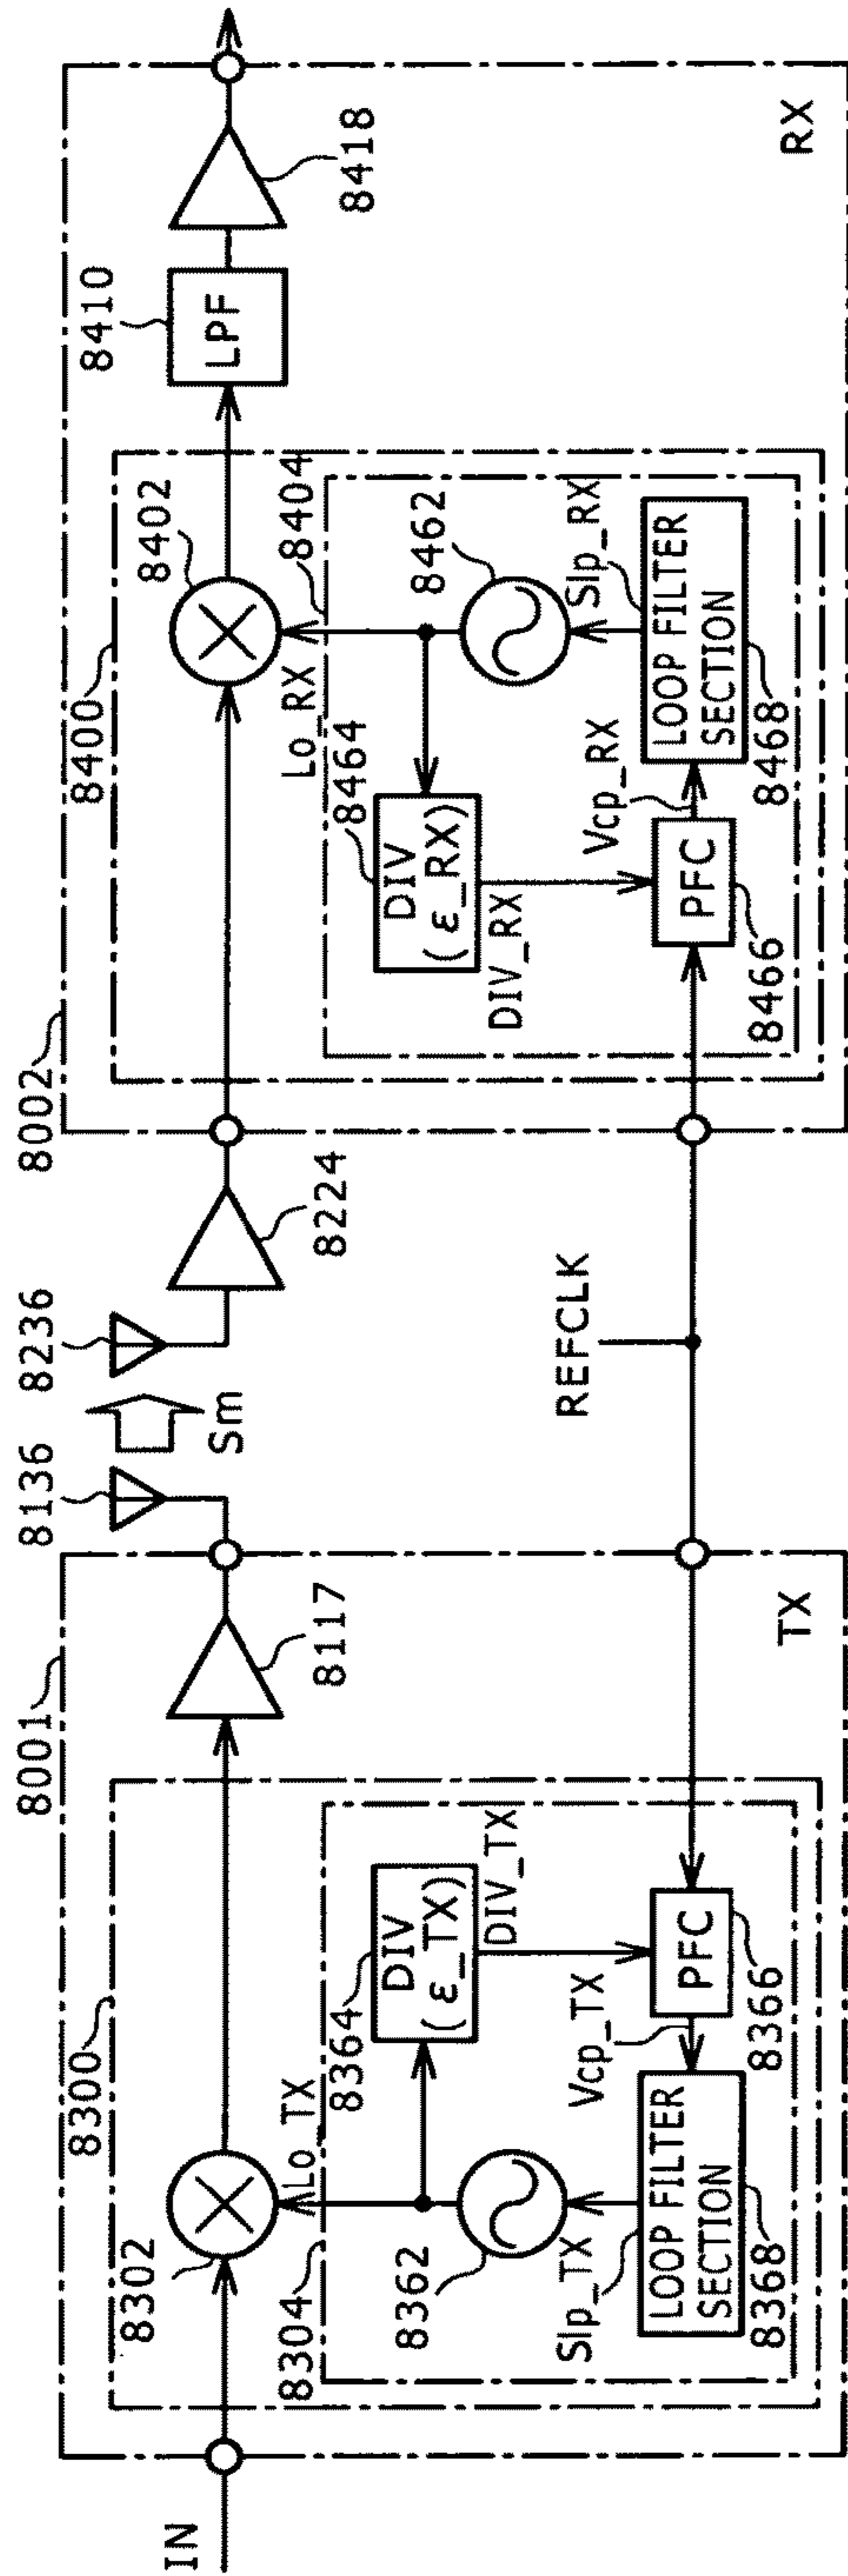 IN
8001
8300
8302
8304
Lo_TX
8362
8364
DIV
(ε_TX)
DIV_TX
Slp_TX
LOOP FILTER
SECTION
8368
Vcp_TX
PFC
8366
8117
TX
8136
Sm
8236
8224
REFCLK
8002
8400
8402
8404
Lo_RX
8464
DIV
(ε_RX)
DIV_RX
8462
Slp_RX
LOOP FILTER
SECTION
8468
Vcp_RX
PFC
8466
8410
LPF
8418
RX